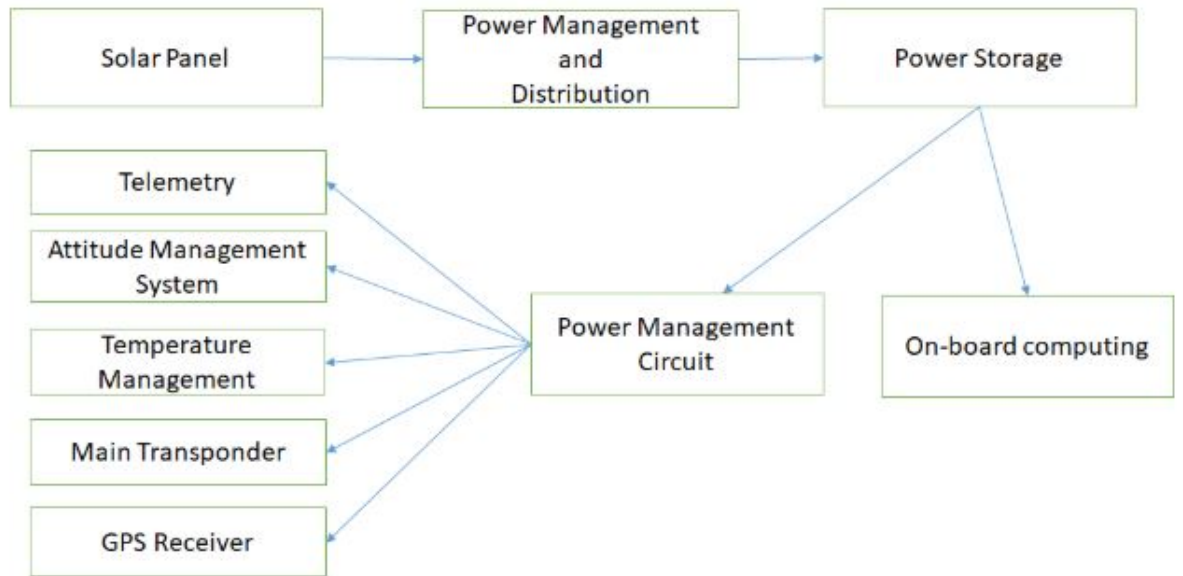 Solar Panel
Power Management
and
Distribution
Power Storage
Telemetry
Attitude Management
System
Temperature
Management
Main Transponder
GPS Receiver
Power Management
Circuit
On-board computing